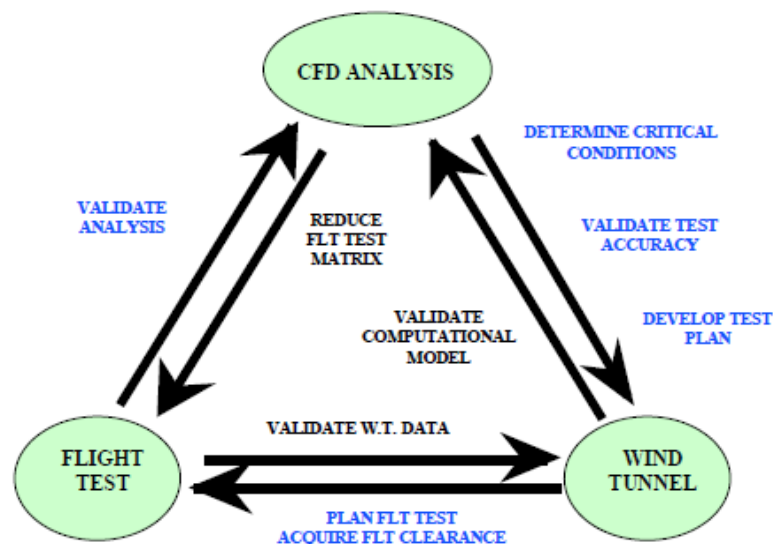 CFD ANALYSIS
DETERMINE CRITICAL
CONDITIONS
VALIDATE
ANALYSIS
REDUCE
FLT TEST
MATRIX
VALIDATE TEST
ACCURACY
VALIDATE
COMPUTATIONAL
MODEL
DEVELOP TEST
PLAN
FLIGHT
TEST
VALIDATE W.T. DATA
WIND
TUNNEL
PLAN FLT TEST
ACQUIRE FLT CLEARANCE